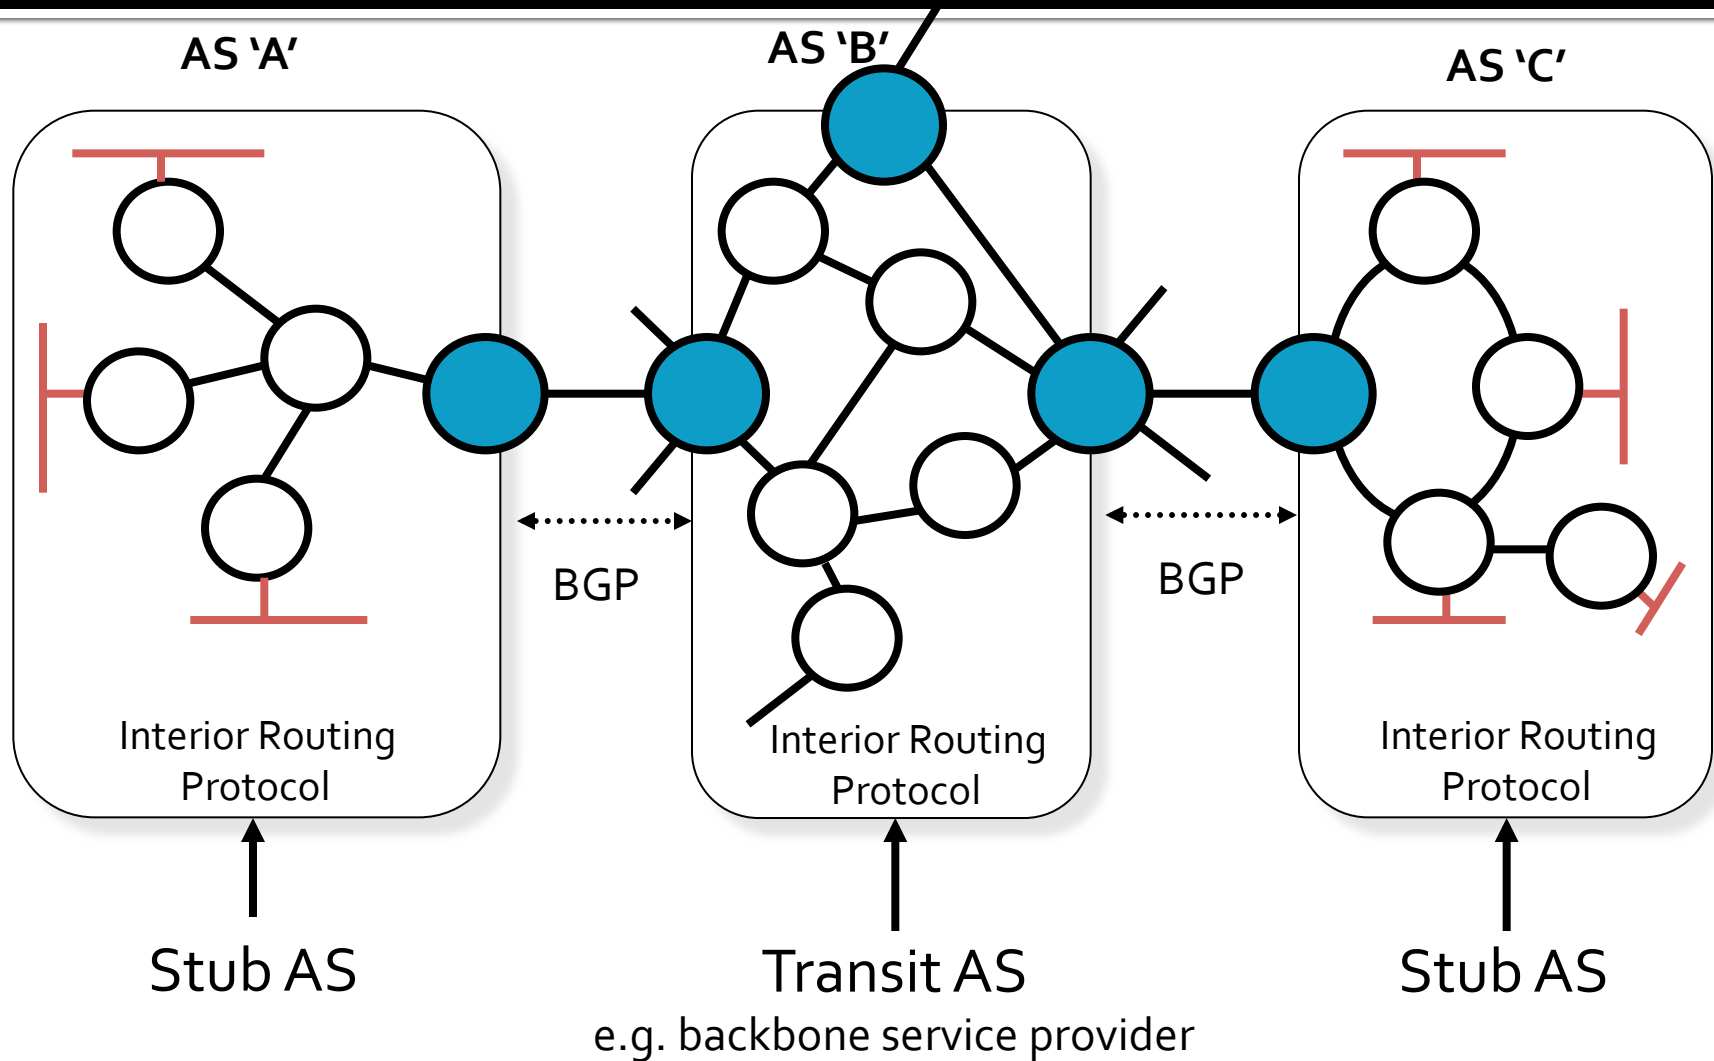 AS ‘A’
AS ‘B’
AS ‘C’
BGP
BGP
Interior Routing
Protocol
Interior Routing
Protocol
Interior Routing
Protocol
Stub AS
Transit AS
e.g. backbone service provider
Stub AS